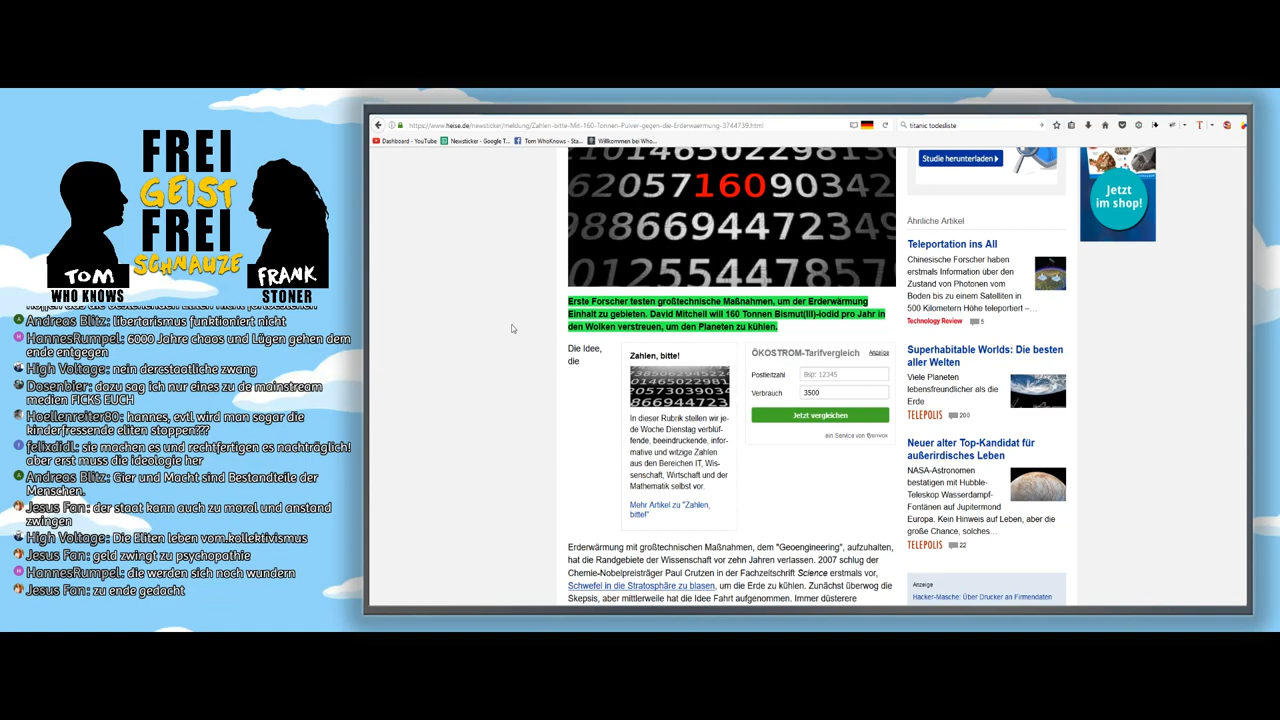 FREI
GEIST
FREI
SCHNAUZE
TOM
WHO KNOWS
FRANK
STONER
Andreas Blitz: libertarismus funktioniert nicht
HannesRumpel: 6000 Jahre chaos und Lügen gehen dem
ende entgegen
High Voltage: nein dercstaatliche zwang
Dosenbier: dazu sag ich nur eines zu de mainstream
medien FICKS EUCH
Hoellenreiter80: hannes, evtl wird man sogar die
kinderfressende eliten stoppen???
felixdidl: sie machen es und rechtfertigen es nachträglich!
aber erst muss die ideologie her
Andreas Blitz: Gier und Macht sind Bestandteile der
Menschen.
Jesus Fan: der staat kann auch zu moral und anstand
zwingen
High Voltage: Die Eliten leben vom.kollektivismus
Jesus Fan: geld zwingt zu psychopathie
HannesRumpel: die werden sich noch wundern
Jesus Fan: zu ende gedacht
https://www.heise.de/newsticker/meldung/Zahlen-bitte-Mit-160-Tonnen-Pulver-gegen-die-Erderwaermung-3744739.html
titanic todesliste
Dashboard - YouTube
Newsticker - Google T...
Tom WhoKnows - Sta...
Willkommen bei Who...
6205716090342
98866944723
0125544785
Erste Forscher testen großtechnische Maßnahmen, um der Erderwärmung
Einhalt zu gebieten. David Mitchell will 160 Tonnen Bismut(III)-iodid pro Jahr in
den Wolken verstreuen, um den Planeten zu kühlen.
Die Idee,
die
Zahlen, bitte!
In dieser Rubrik stellen wir je-
de Woche Dienstag verblüf-
fende, beeindruckende, infor-
mative und witzige Zahlen
aus den Bereichen IT, Wis-
senschaft, Wirtschaft und der
Mathematik selbst vor.
Mehr Artikel zu "Zahlen,
bitte!"
ÖKOSTROM-Tarifvergleich
Anzeige
Postleitzahl
Bsp: 12345
Verbrauch
3500
Jetzt vergleichen
ein Service von
Erderwärmung mit großtechnischen Maßnahmen, dem "Geoengineering", aufzuhalten,
hat die Randgebiete der Wissenschaft vor zehn Jahren verlassen. 2007 schlug der
Chemie-Nobelpreisträger Paul Crutzen in der Fachzeitschrift Science erstmals vor,
Schwefel in die Stratosphäre zu blasen, um die Erde zu kühlen. Zunächst überwog die
Skepsis, aber mittlerweile hat die Idee Fahrt aufgenommen. Immer düsterere
Studie herunterladen
Ähnliche Artikel
Teleportation ins All
Chinesische Forscher haben
erstmals Information über den
Zustand von Photonen vom
Boden bis zu einem Satelliten in
500 Kilometern Höhe teleportiert –…
Technology Review
5
Superhabitable Worlds: Die besten
aller Welten
Viele Planeten
lebensfreundlicher als die
Erde
TELEPOLIS
200
Neuer alter Top-Kandidat für
außerirdisches Leben
NASA-Astronomen
bestätigen mit Hubble-
Teleskop Wasserdampf-
Fontänen auf Jupitermond
Europa. Kein Hinweis auf Leben, aber die
große Chance, solches…
TELEPOLIS
22
Anzeige
Hacker-Masche: Über Drucker an Firmendaten
Jetzt
im shop!